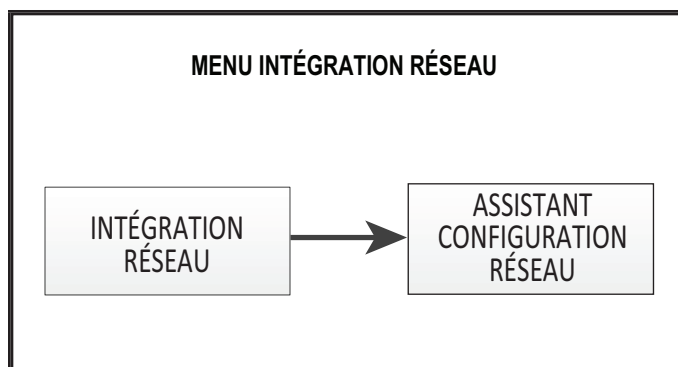 MENU INTÉGRATION RÉSEAU
INTÉGRATION
RÉSEAU
ASSISTANT
CONFIGURATION
RÉSEAU